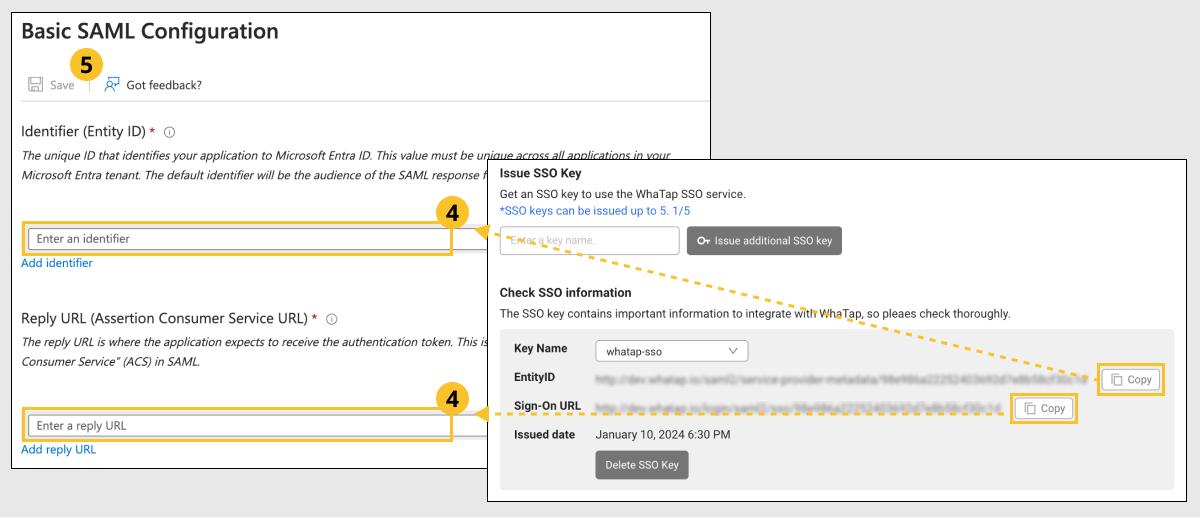 Basic SAML Configuration
5
Save
Got feedback?
Identifier (Entity ID) *
The unique ID that identifies your application to Microsoft Entra ID. This value must be unique across all applications in your
Microsoft Entra tenant. The default identifier will be the audience of the SAML response
4
Enter an identifier
Add identifier
Reply URL (Assertion Consumer Service URL) *
The reply URL is where the application expects to receive the authentication token. This is
Consumer Service" (ACS) in SAML.
4
Enter a reply URL
Add reply URL
Issue SSO Key
Get an SSO key to use the WhaTap SSO service.
*SSO keys can be issued up to 5. 1/5
Enter a key name.
Issue additional SSO key
Check SSO information
The SSO key contains important information to integrate with WhaTap, so pleaes check thoroughly.
Key Name
whatap-sso
EntityID
Copy
Sign-On URL
Copy
Issued date
January 10, 2024 6:30 PM
Delete SSO Key